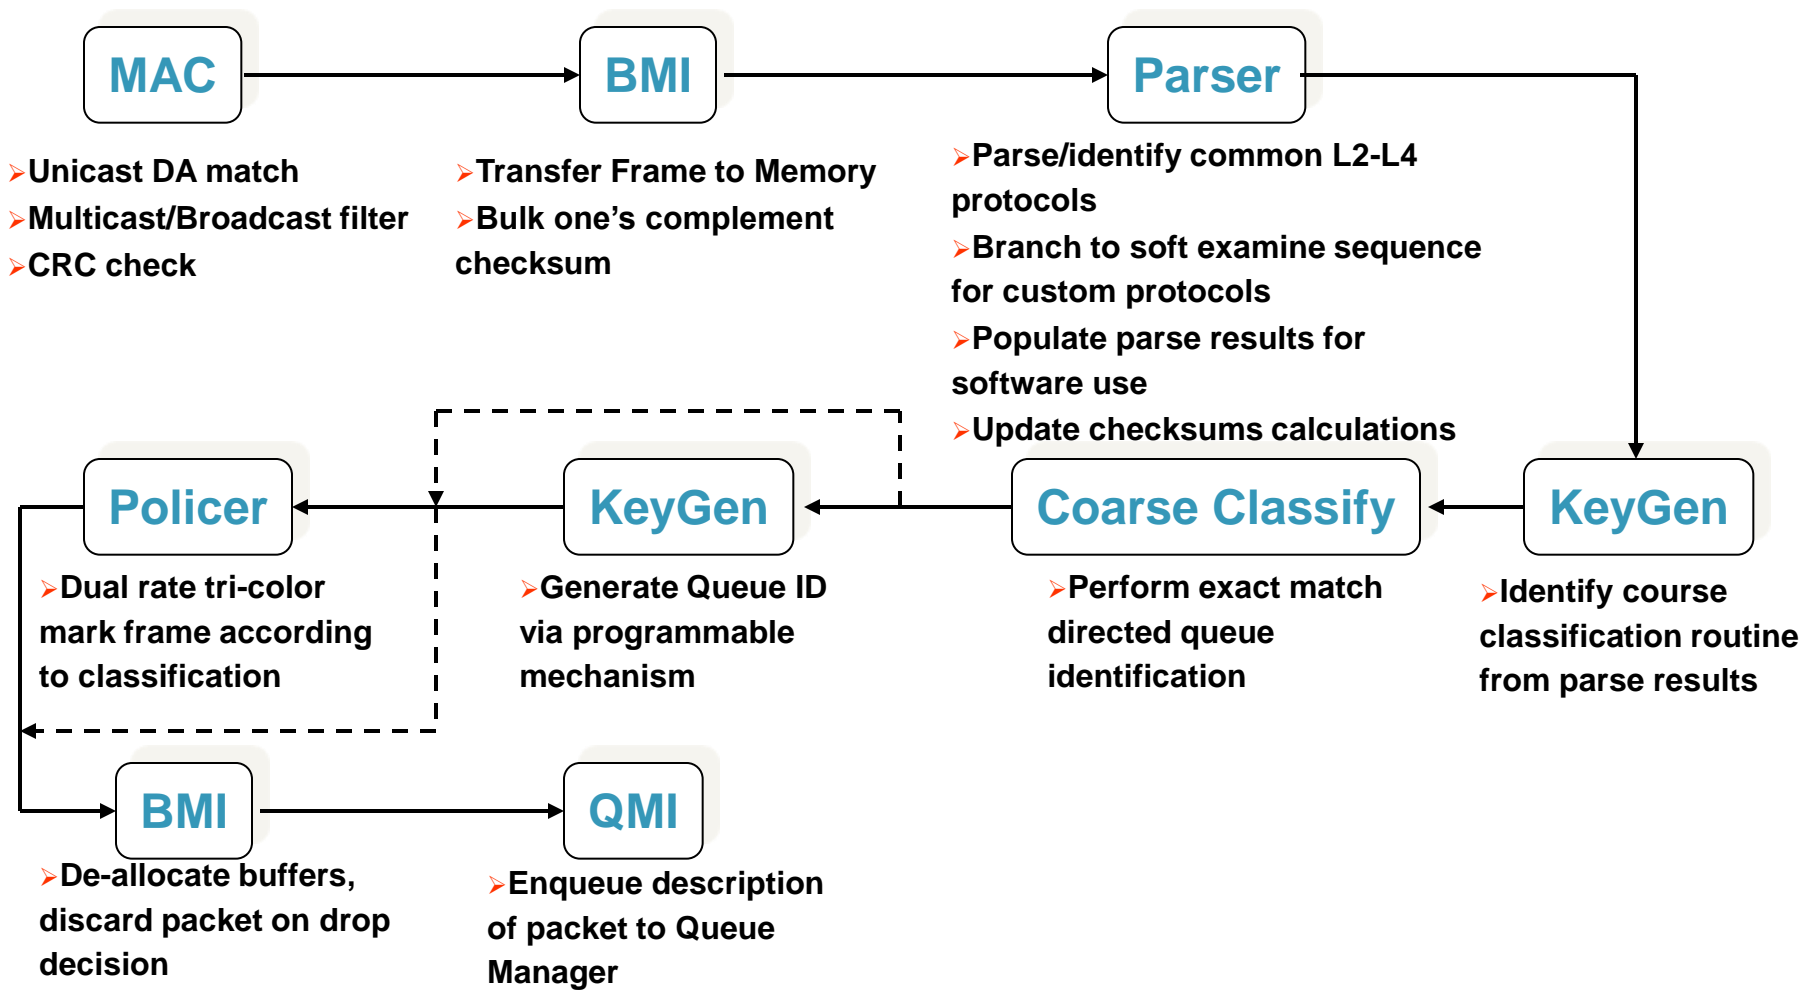 MAC
BMI
Parser
➢Unicast DA match
➢Multicast/Broadcast filter
➢CRC check
➢Transfer Frame to Memory
➢Bulk one’s complement
checksum
➢Parse/identify common L2-L4
protocols
➢Branch to soft examine sequence
for custom protocols
➢Populate parse results for
software use
➢Update checksums calculations
Policer
KeyGen
Coarse Classify
KeyGen
➢Dual rate tri-color
mark frame according
to classification
➢Generate Queue ID
via programmable
mechanism
➢Perform exact match
directed queue
identification
➢Identify course
classification routine
from parse results
BMI
QMI
➢De-allocate buffers,
discard packet on drop
decision
➢Enqueue description
of packet to Queue
Manager